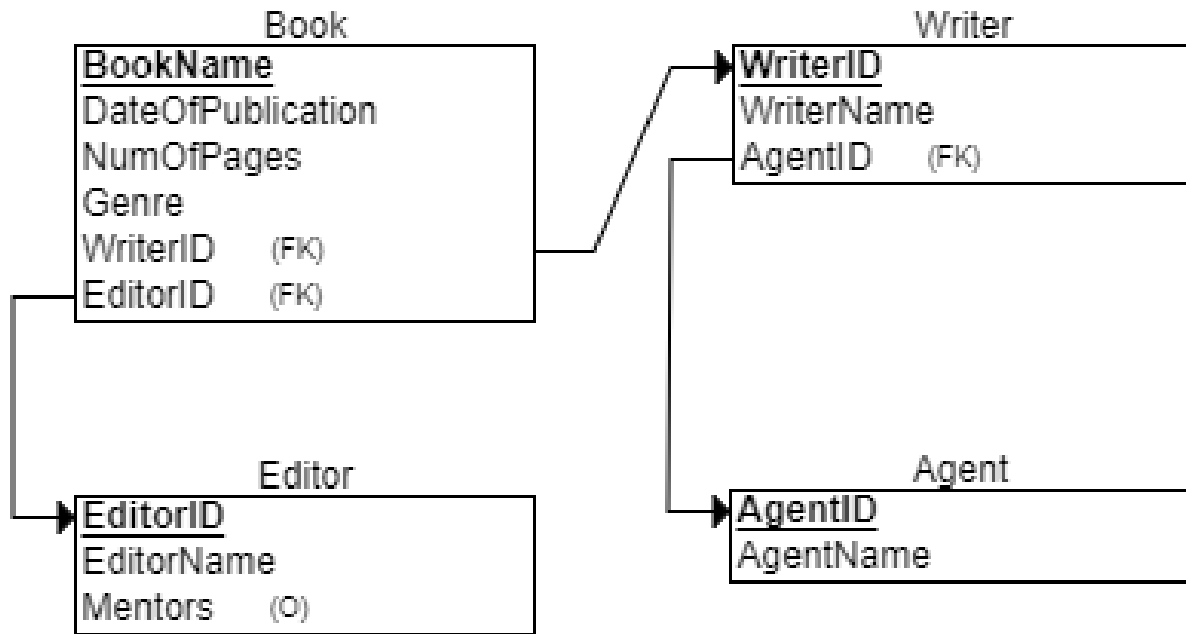 Book
BookName
DateOfPublication
NumOfPages
Genre
WriterID (FK)
EditorID (FK)
Writer
WriterID
WriterName
AgentID (FK)
Editor
EditorID
EditorName
Mentors (O)
Agent
AgentID
AgentName